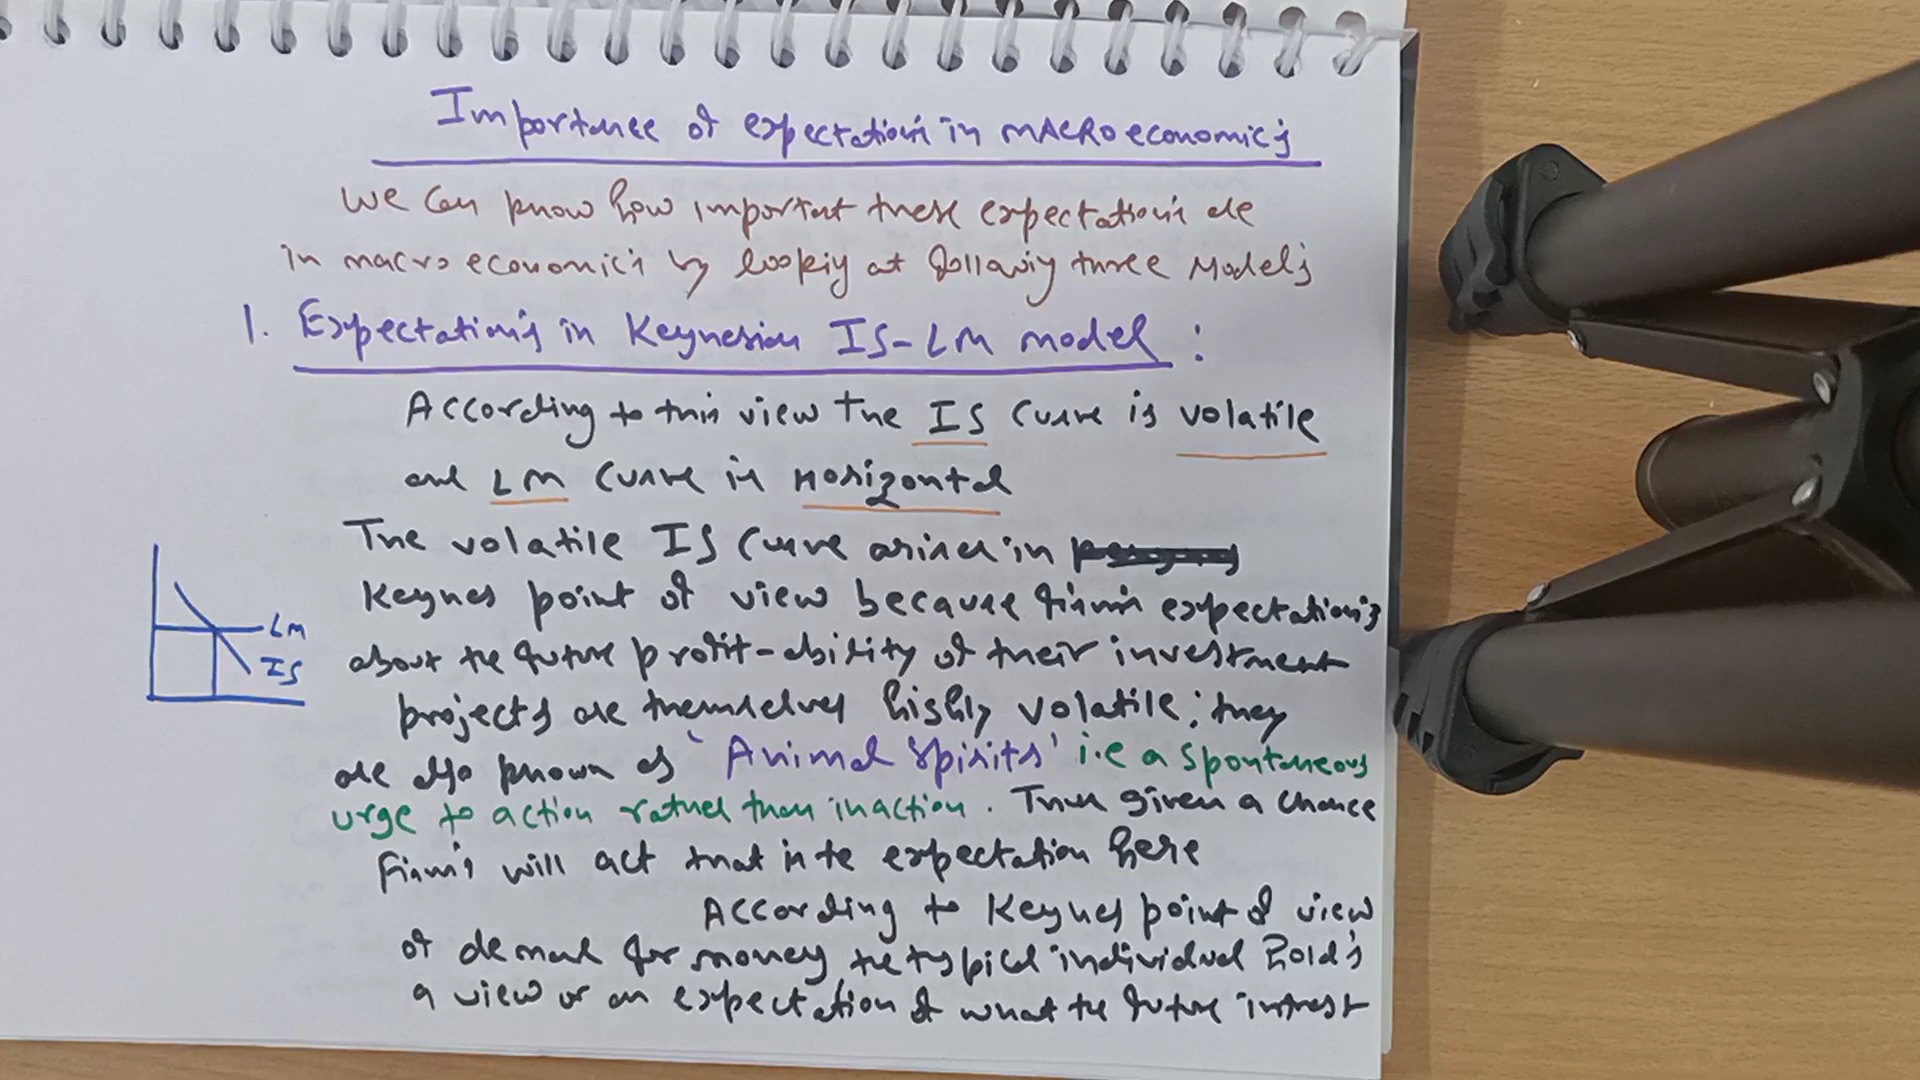 Importance of expectations in MACRO economics
We can know how important these expectations are
in macro economics by looking at following three Models
1. Expectations in Keynesian IS-LM model :
According to this view the IS curve is volatile
and LM curve is Horizontal
The volatile IS curve arises in
Keynes point of view because firms expectations
about the future profit-ability of their investment
projects are themselves highly volatile; they
are also known as 'Animal spirits' i.e a spontaneous
urge to action rather than inaction. Thus given a chance
Firms will act that is the expectation here
According to Keynes point of view
of demand for money the typical individual holds
a view or an expectation of what the future interest
LM
IS